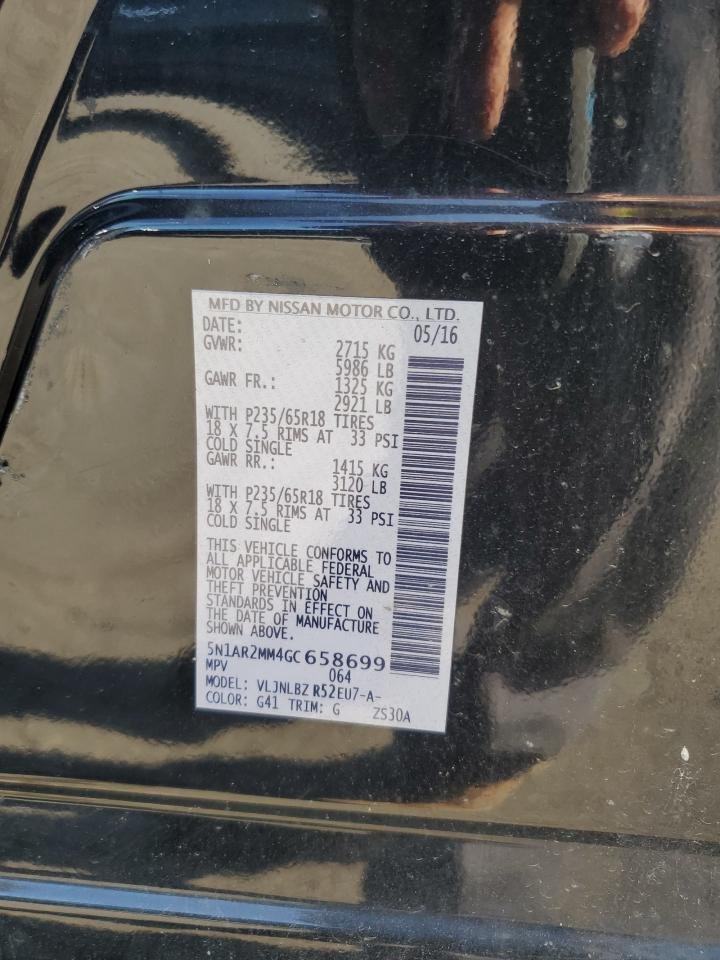 MFD BY NISSAN MOTOR CO., LTD.
DATE: 05/16
GVWR: 2715 KG
5986 LB
GAWR FR.: 1325 KG
2921 LB
WITH P235/65R18 TIRES
18 X 7.5 RIMS AT 33 PSI
COLD SINGLE
GAWR RR.: 1415 KG
3120 LB
WITH P235/65R18 TIRES
18 X 7.5 RIMS AT 33 PSI
COLD SINGLE
THIS VEHICLE CONFORMS TO
ALL APPLICABLE FEDERAL
MOTOR VEHICLE SAFETY AND
THEFT PREVENTION
STANDARDS IN EFFECT ON
THE DATE OF MANUFACTURE
SHOWN ABOVE.
5N1AR2MM4GC658699
MPV 064
MODEL: VLJNLBZ R52EU7-A-
COLOR: G41 TRIM: G ZS30A